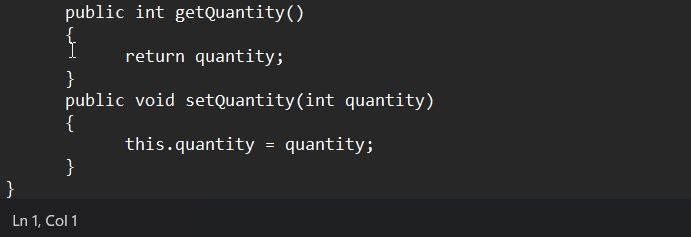 public int getQuantity()
{
return quantity;
}
public void setQuantity(int quantity)
{
this.quantity = quantity;
}
}
Ln 1, Col 1